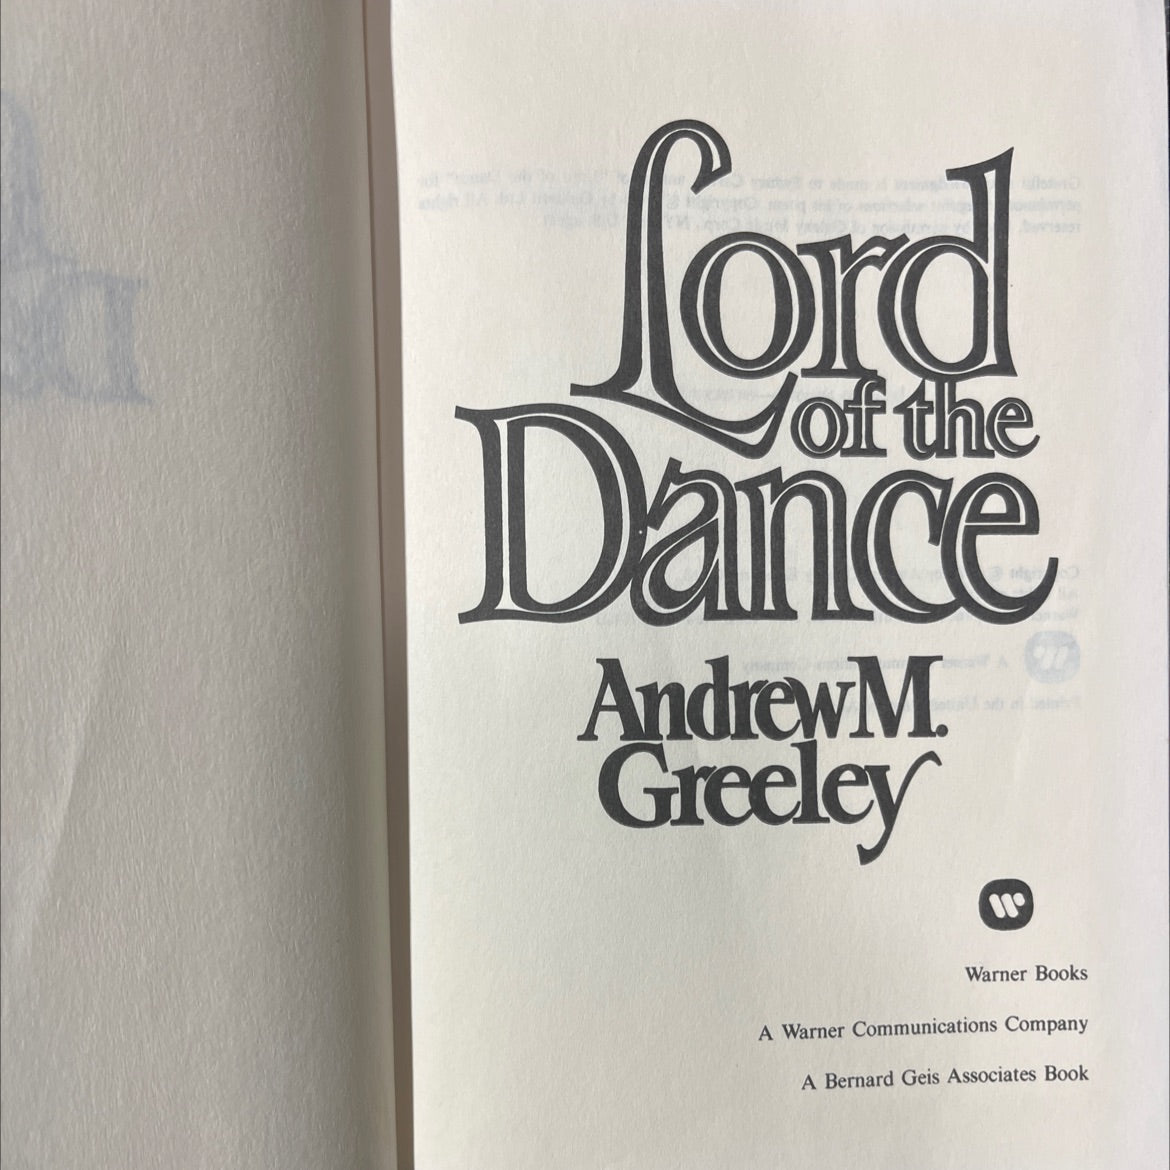 Lord
of the
Dance
Andrew M.
Greeley
Warner Books
A Warner Communications Company
A Bernard Geis Associates Book